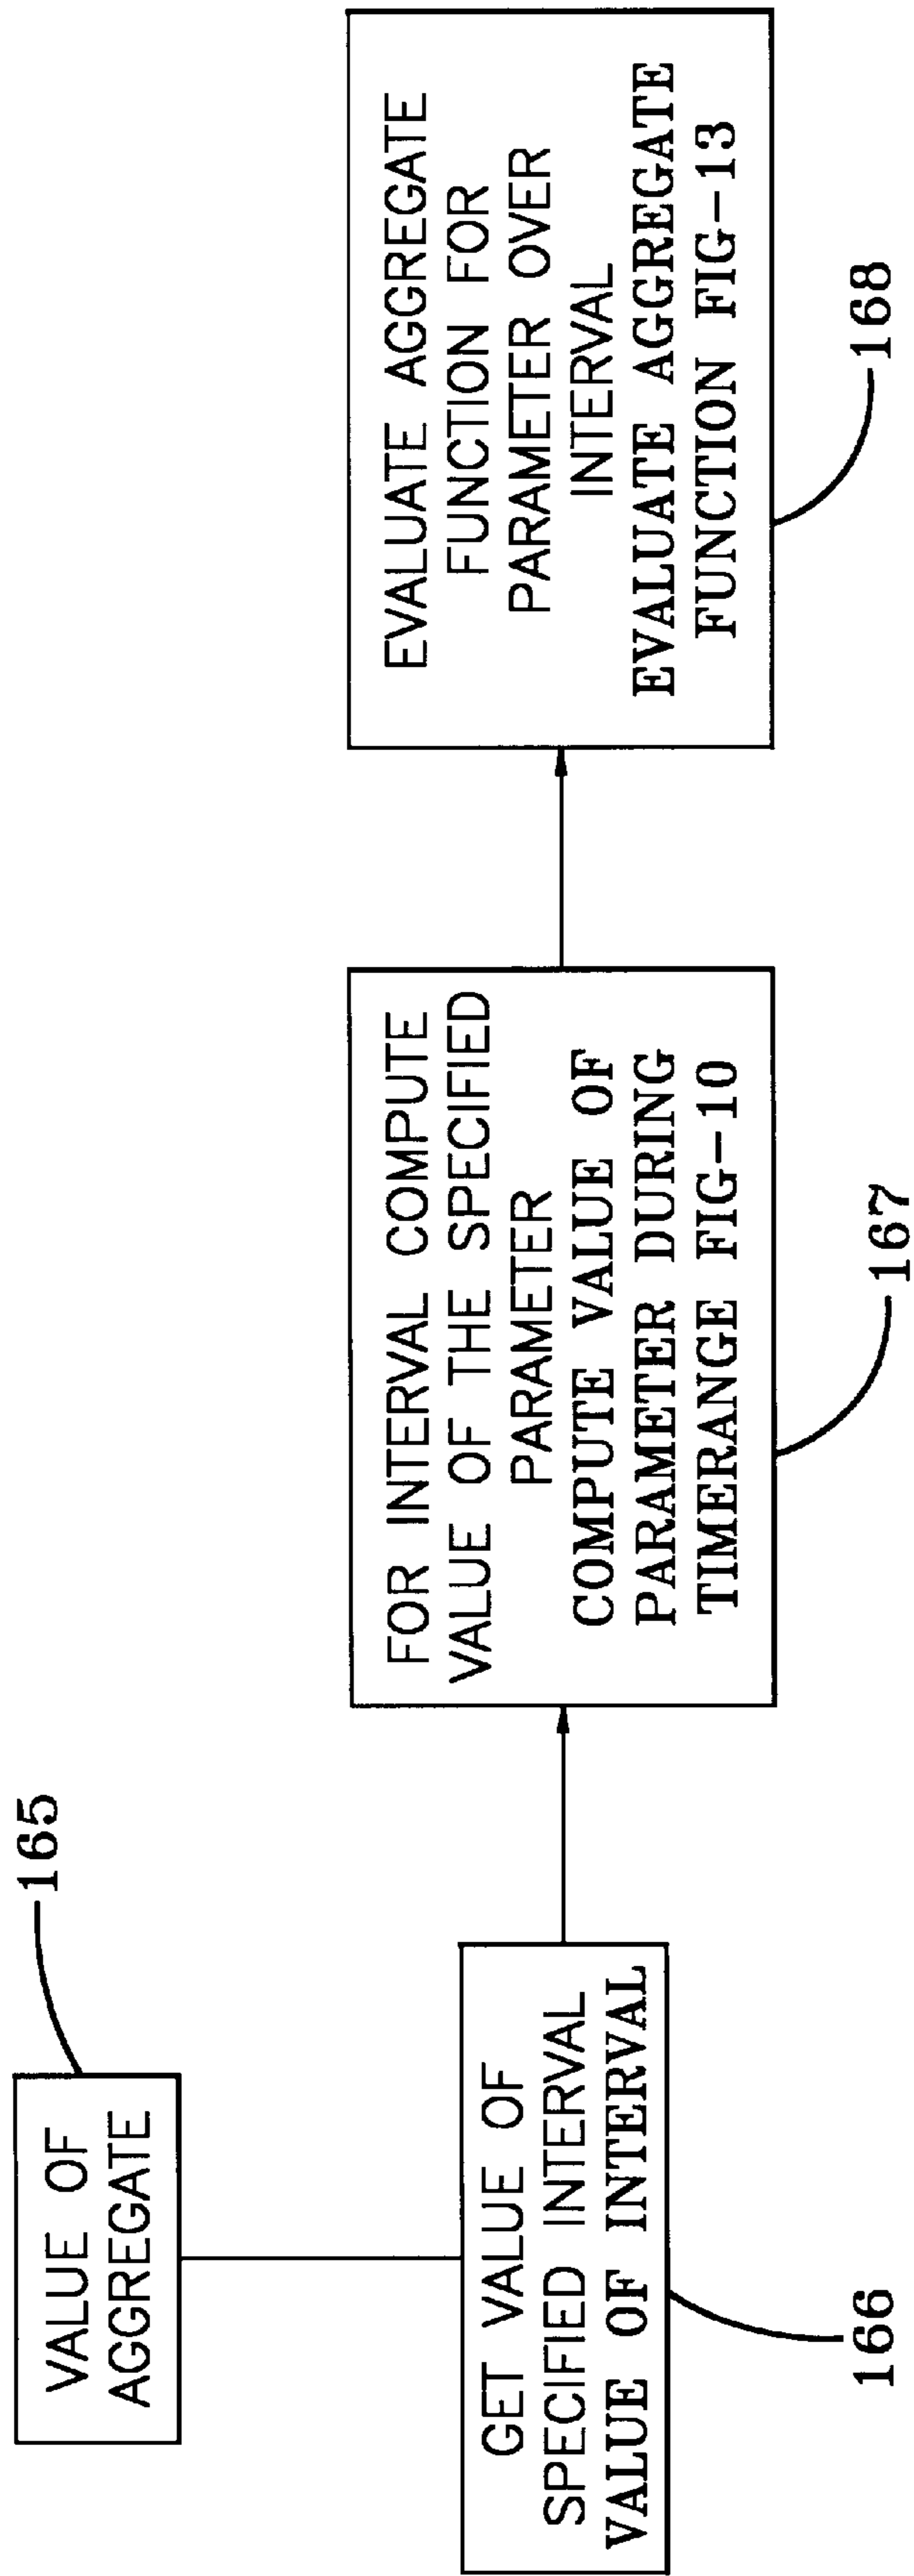 VALUE OF
AGGREGATE
165
GET VALUE OF
SPECIFIED INTERVAL
VALUE OF INTERVAL
166
FOR INTERVAL COMPUTE
VALUE OF THE SPECIFIED
PARAMETER
COMPUTE VALUE OF
PARAMETER DURING
TIMERANGE FIG-10
167
EVALUATE AGGREGATE
FUNCTION FOR
PARAMETER OVER
INTERVAL
EVALUATE AGGREGATE
FUNCTION FIG-13
168